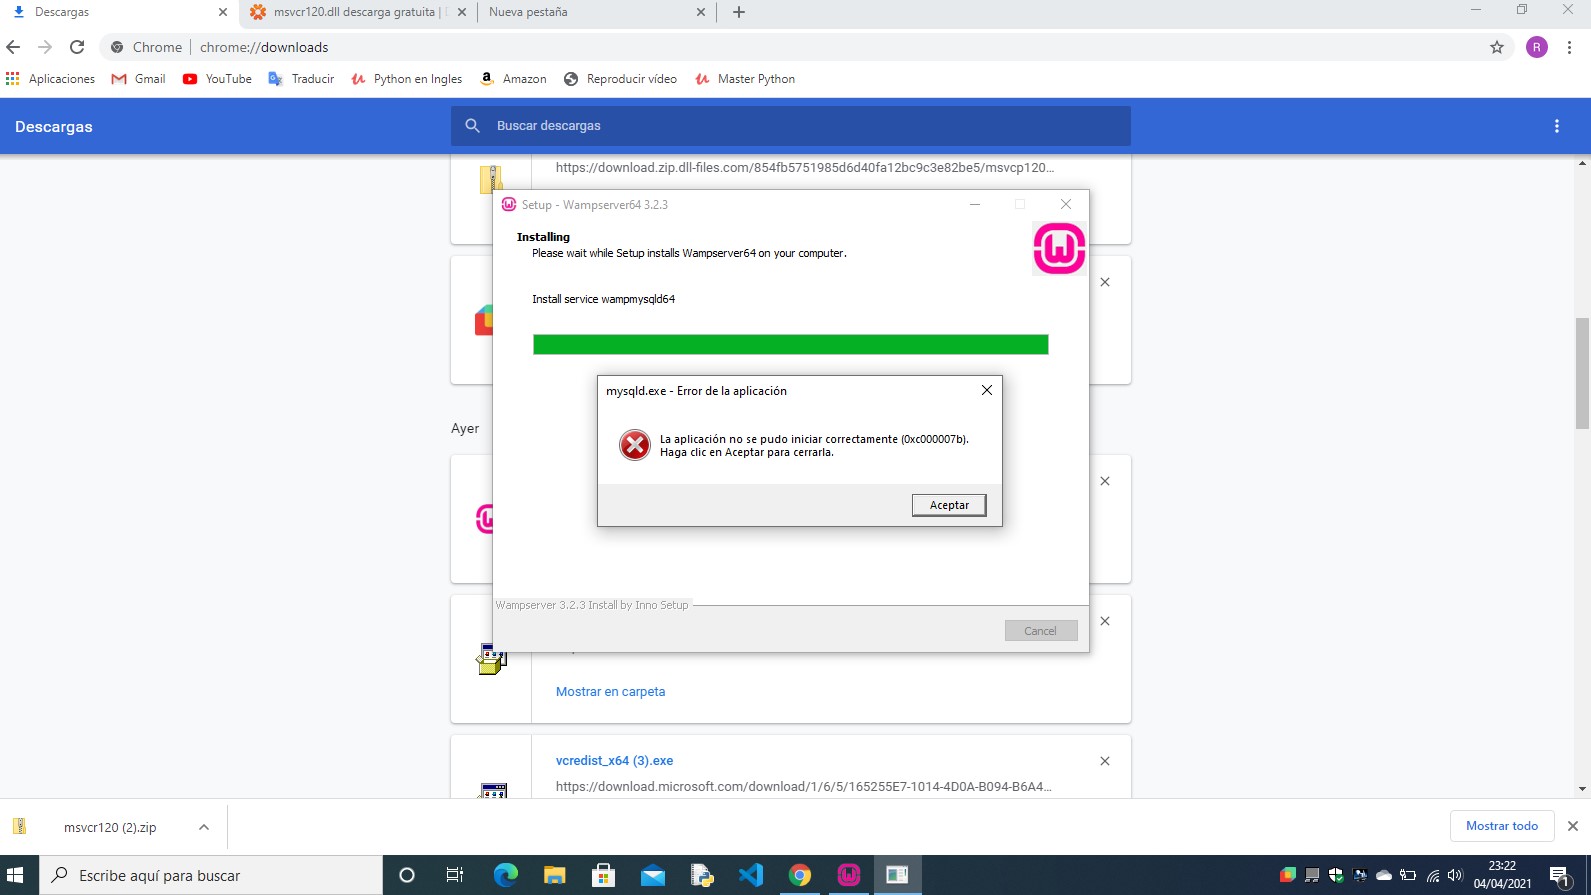 Descargas
msvcr120.dll descarga gratuita |
Nueva pestaña
Chrome
chrome://downloads
R
Aplicaciones
Gmail
YouTube
Traducir
Python en Ingles
Amazon
Reproducir vídeo
Master Python
Descargas
Buscar descargas
https://download.zip.dll-files.com/854fb5751985d6d40fa12bc9c3e82be5/msvcp120...
Setup - Wampserver64 3.2.3
Installing
Please wait while Setup installs Wampserver64 on your computer.
Install service wampmysqld64
mysqld.exe - Error de la aplicación
La aplicación no se pudo iniciar correctamente (0xc000007b).
Haga clic en Aceptar para cerrarla.
Aceptar
Ayer
Wampserver 3.2.3 Install by Inno Setup
Cancel
Mostrar en carpeta
vcredist_x64 (3).exe
https://download.microsoft.com/download/1/6/5/165255E7-1014-4D0A-B094-B6A4...
msvcr120 (2).zip
Mostrar todo
Escribe aquí para buscar
23:22
04/04/2021
1